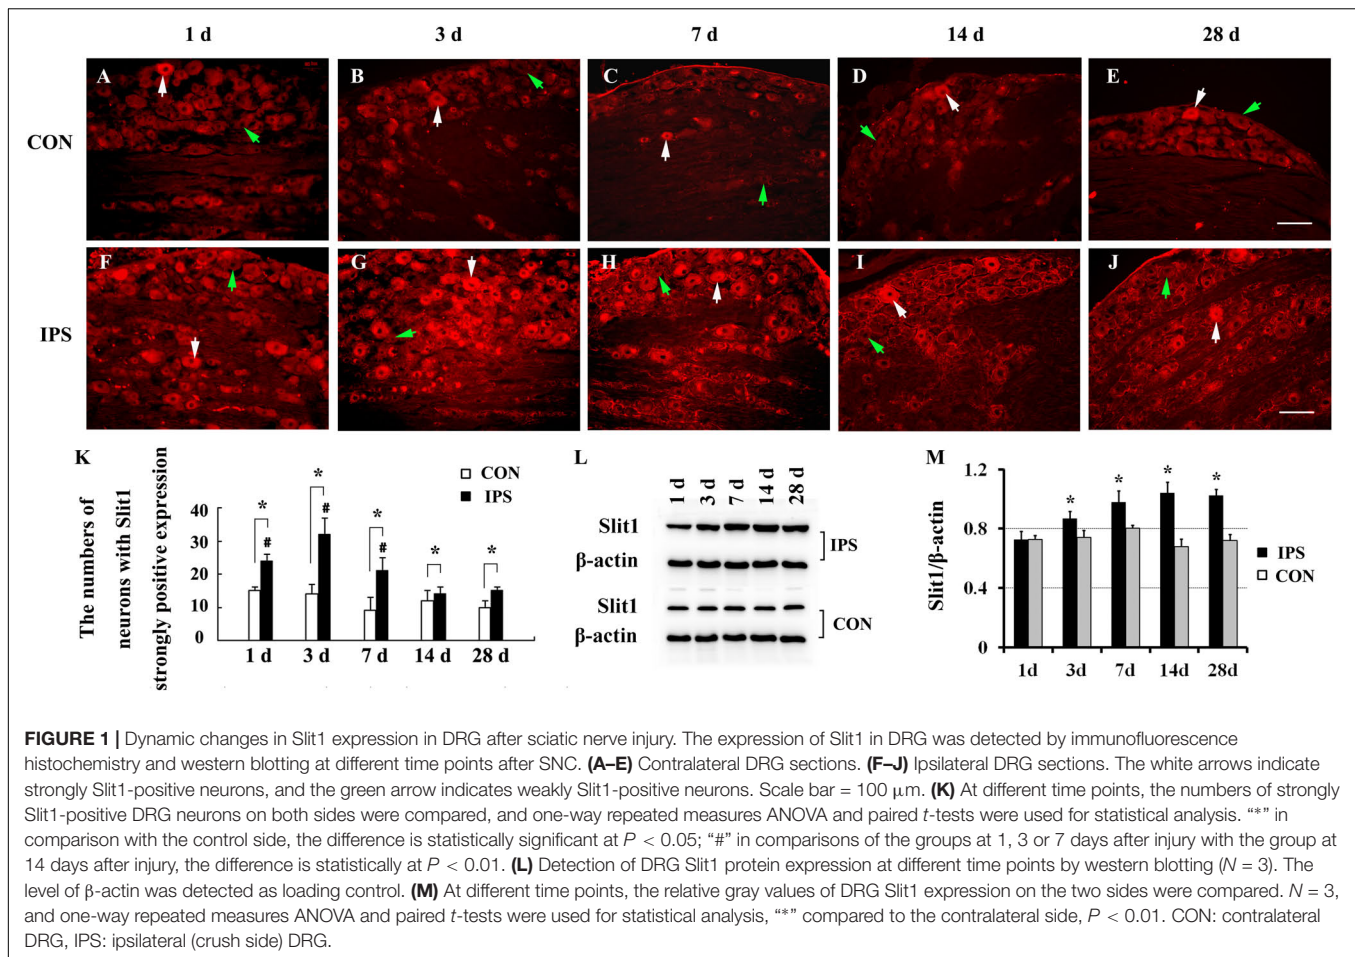 1 d 3 d 7 d 14 d 28 d
A B C D E
CON
F G H I J
IPS
K
The numbers of
neurons with Slit1
strongly positive expression
40
30
20
10
0
CON
IPS
* * * * *
# # #
1 d 3 d 7 d 14 d 28 d
L
1 d 3 d 7 d 14 d 28 d
Slit1
β-actin
IPS
Slit1
β-actin
CON
M
Slit1/β-actin
1.2
0.8
0.4
0
* * * *
IPS
CON
1d 3d 7d 14d 28d
FIGURE 1 | Dynamic changes in Slit1 expression in DRG after sciatic nerve injury. The expression of Slit1 in DRG was detected by immunofluorescence
histochemistry and western blotting at different time points after SNC. (A–E) Contralateral DRG sections. (F–J) Ipsilateral DRG sections. The white arrows indicate
strongly Slit1-positive neurons, and the green arrow indicates weakly Slit1-positive neurons. Scale bar = 100 μm. (K) At different time points, the numbers of strongly
Slit1-positive DRG neurons on both sides were compared, and one-way repeated measures ANOVA and paired t-tests were used for statistical analysis. “*” in
comparison with the control side, the difference is statistically significant at P < 0.05; “#” in comparisons of the groups at 1, 3 or 7 days after injury with the group at
14 days after injury, the difference is statistically at P < 0.01. (L) Detection of DRG Slit1 protein expression at different time points by western blotting (N = 3). The
level of β-actin was detected as loading control. (M) At different time points, the relative gray values of DRG Slit1 expression on the two sides were compared. N = 3,
and one-way repeated measures ANOVA and paired t-tests were used for statistical analysis, “*” compared to the contralateral side, P < 0.01. CON: contralateral
DRG, IPS: ipsilateral (crush side) DRG.